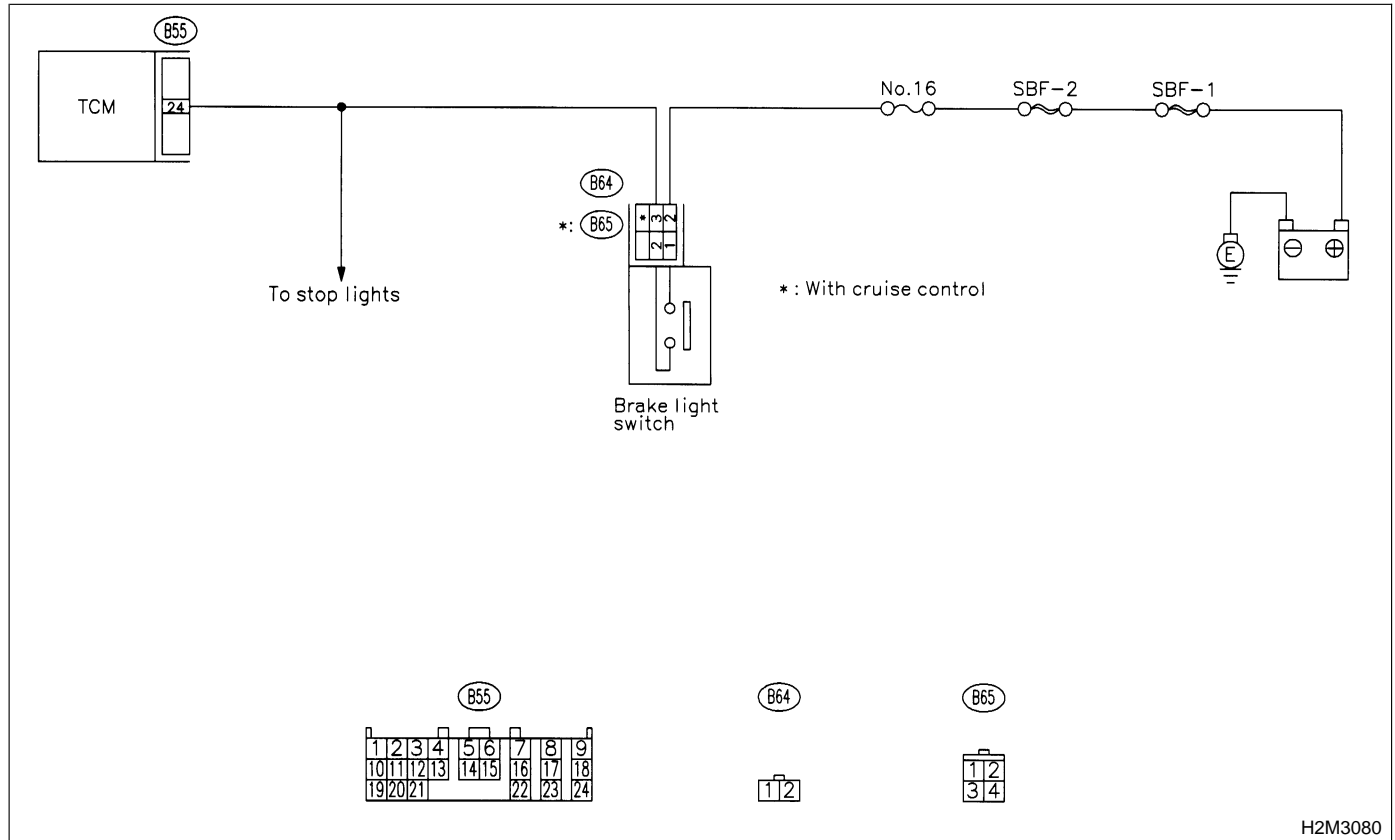 B55
TCM
24
No.16
SBF-2
SBF-1
B64
*: B65
* 3 2
2 1
E
⊖ ⊕
To stop lights
* : With cruise control
Brake light
switch
B55
B64
B65
1 2 3 4 5 6 7 8 9
10 11 12 13 14 15 16 17 18
19 20 21 22 23 24
1 2
1 2
3 4
H2M3080